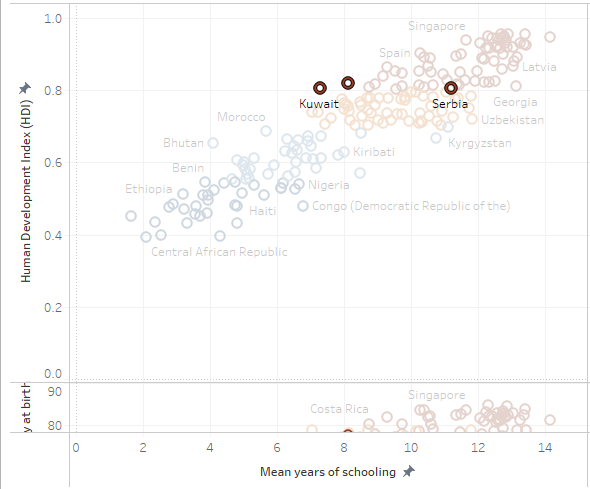 1.0
Singapore
Spain
Latvia
0.8
Kuwait
Serbia
Georgia
Morocco
Uzbekistan
Bhutan
Kyrgyzstan
Kiribati
0.6
Benin
Ethiopia
Nigeria
Haiti
Congo (Democratic Republic of the)
0.4
Central African Republic
0.2
0.0
Human Development Index (HDI)
90
Singapore
Costa Rica
80
y at birth
0 2 4 6 8 10 12 14
Mean years of schooling